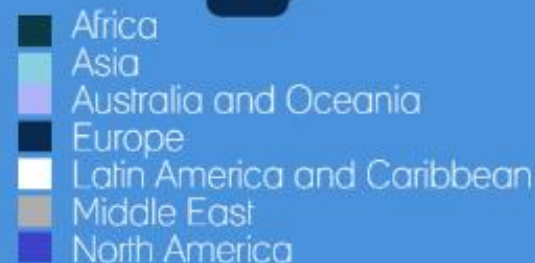 Africa
Asia
Australia and Oceania
Europe
Latin America and Caribbean
Middle East
North America